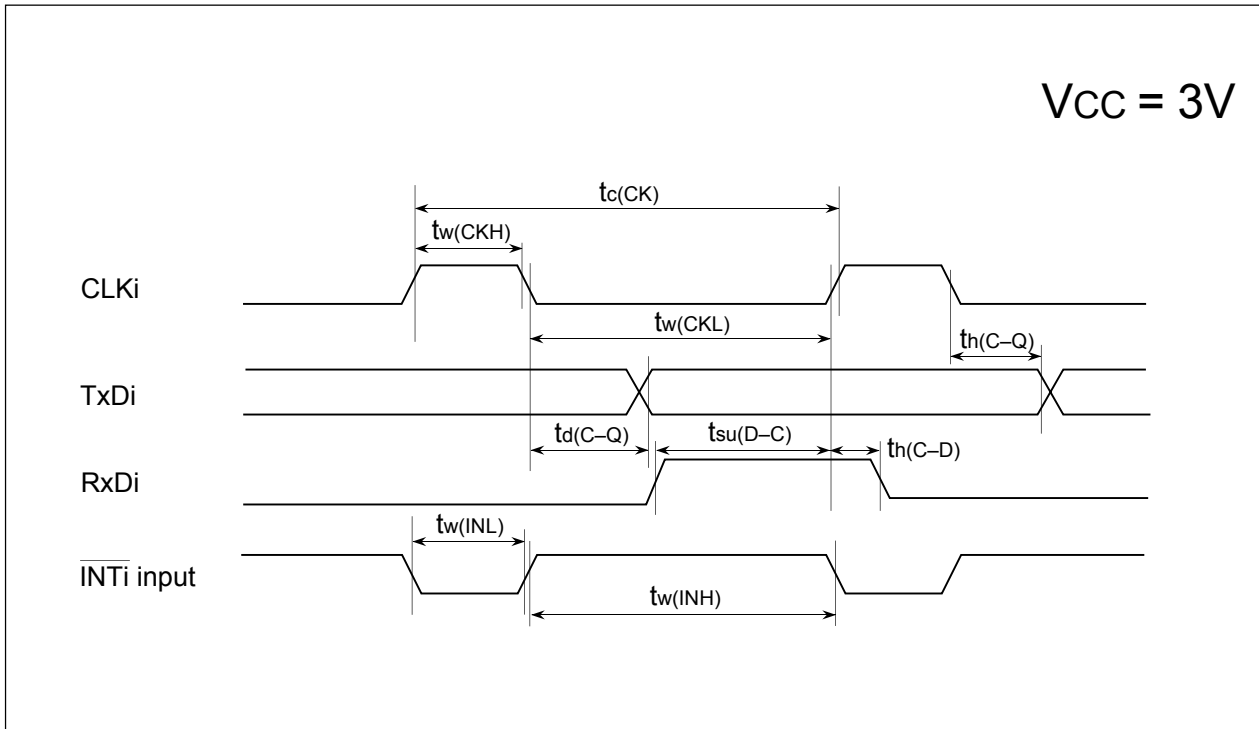 VCC = 3V
tc(CK)
tw(CKH)
CLKi
tw(CKL)
th(C–Q)
TxDi
td(C–Q)
tsu(D–C)
th(C–D)
RxDi
tw(INL)
INTi input
tw(INH)